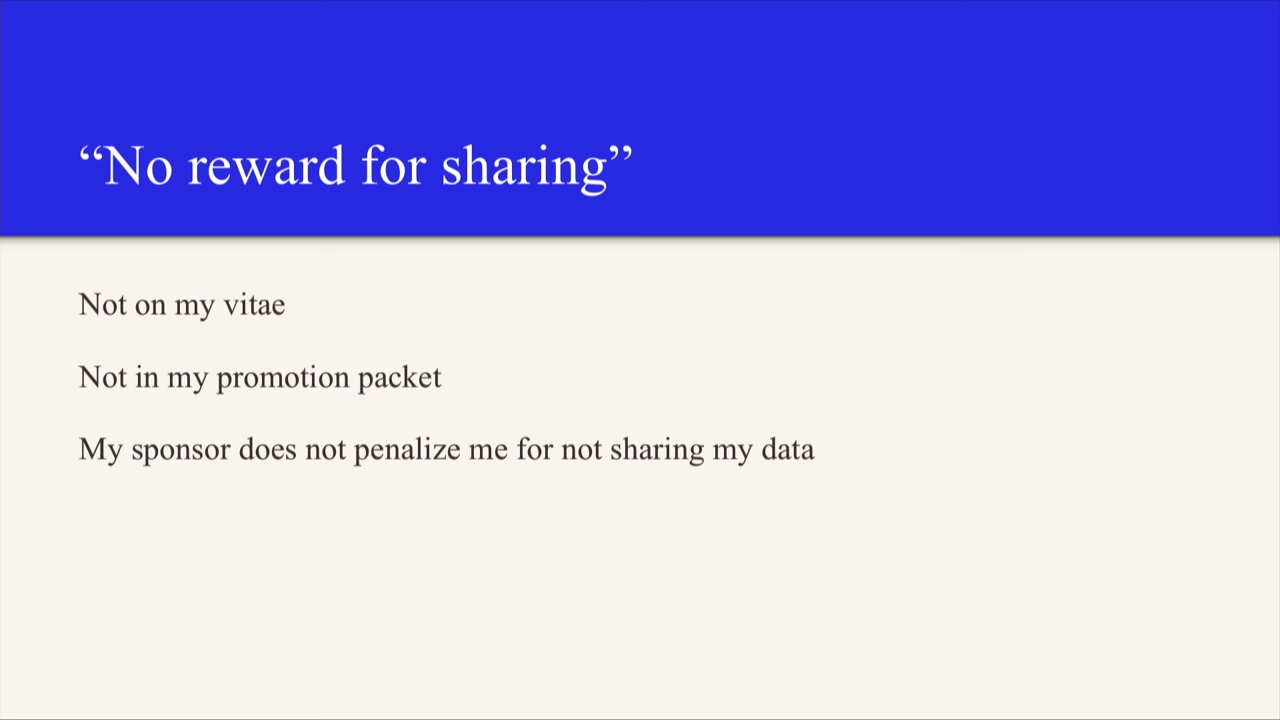 “No reward for sharing”
Not on my vitae
Not in my promotion packet
My sponsor does not penalize me for not sharing my data